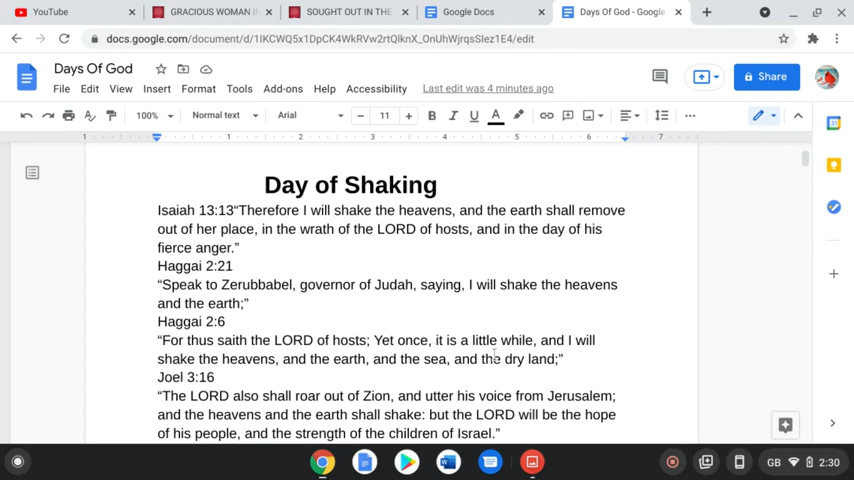 YouTube
GRACIOUS WOMAN I
SOUGHT OUT IN THE
Google Docs
Days Of God - Google
docs.google.com/document/d/1IKCWQ5x1DpCK4WkRVw2rtQlknX_OnUhWjrqsSIez1E4/edit
Days Of God
File Edit View Insert Format Tools Add-ons Help Accessibility Last edit was 4 minutes ago
Share
100% Normal text Arial 11 B I U A
1 1 2 3 4 5 6 7
Day of Shaking
Isaiah 13:13“Therefore I will shake the heavens, and the earth shall remove
out of her place, in the wrath of the LORD of hosts, and in the day of his
fierce anger.”
Haggai 2:21
“Speak to Zerubbabel, governor of Judah, saying, I will shake the heavens
and the earth;”
Haggai 2:6
“For thus saith the LORD of hosts; Yet once, it is a little while, and I will
shake the heavens, and the earth, and the sea, and the dry land;”
Joel 3:16
“The LORD also shall roar out of Zion, and utter his voice from Jerusalem;
and the heavens and the earth shall shake: but the LORD will be the hope
of his people, and the strength of the children of Israel.”
GB 2:30